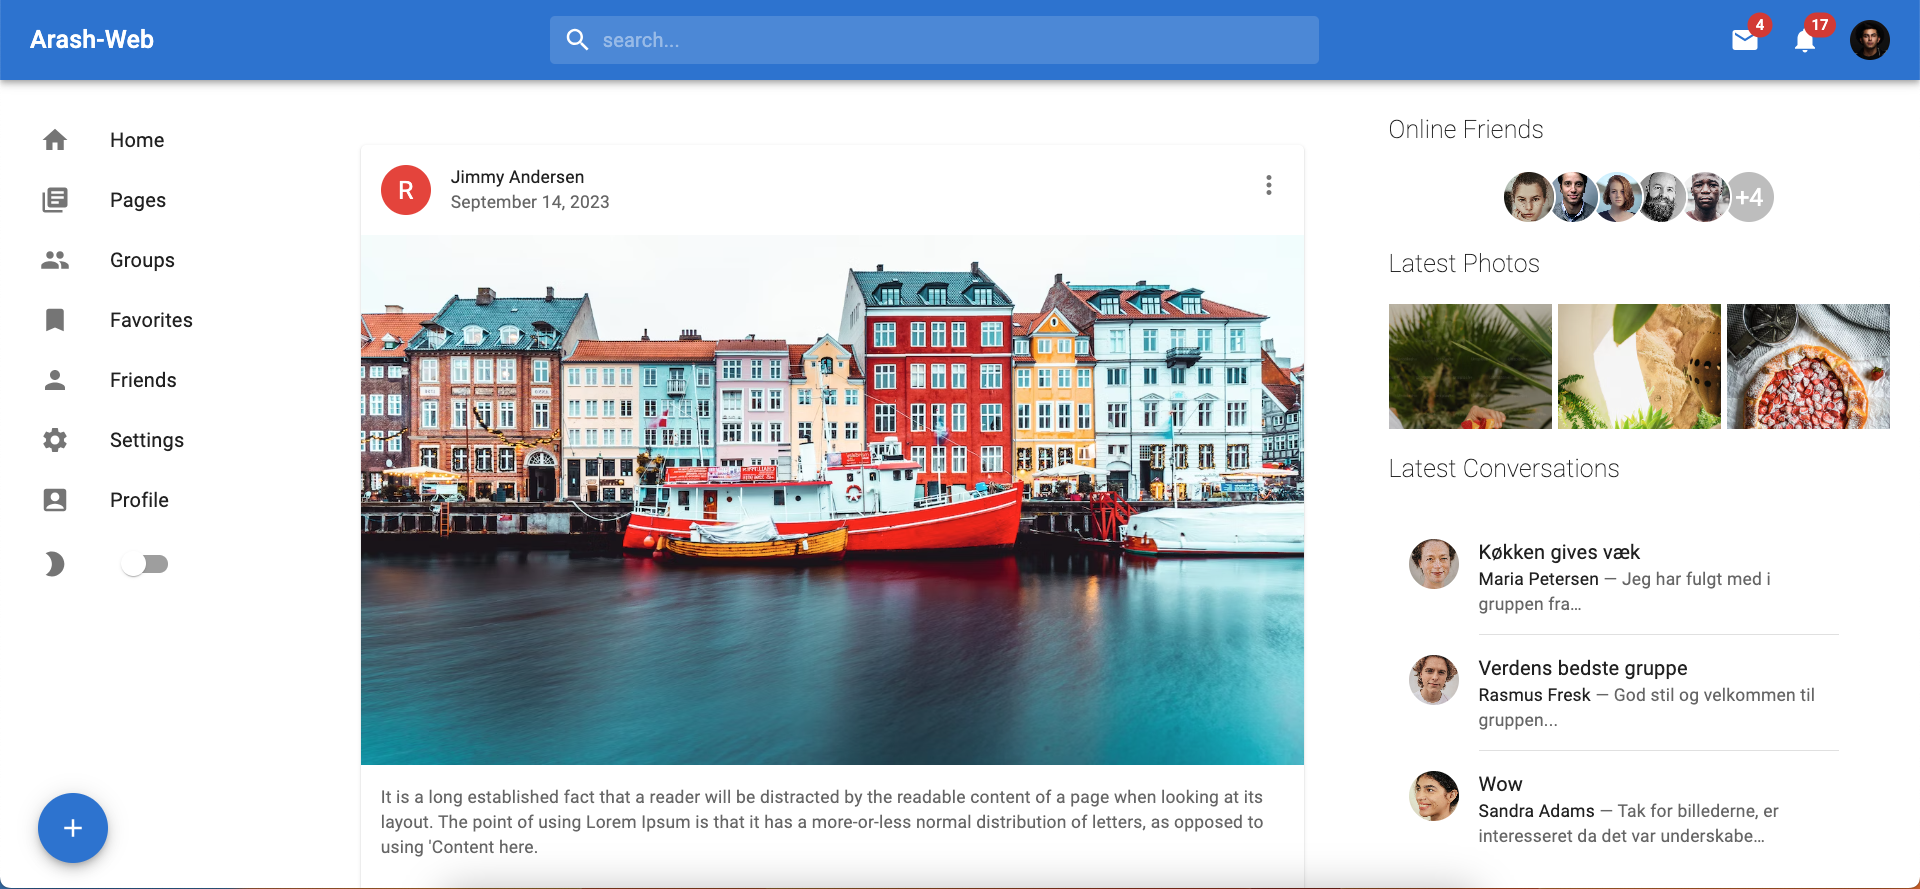 Arash-Web
search...
4
17
Home
Pages
Groups
Favorites
Friends
Settings
Profile
R
Jimmy Andersen
September 14, 2023
It is a long established fact that a reader will be distracted by the readable content of a page when looking at its
layout. The point of using Lorem Ipsum is that it has a more-or-less normal distribution of letters, as opposed to
using 'Content here.
Online Friends
+4
Latest Photos
Latest Conversations
Køkken gives væk
Maria Petersen — Jeg har fulgt med i
gruppen fra…
Verdens bedste gruppe
Rasmus Fresk — God stil og velkommen til
gruppen...
Wow
Sandra Adams — Tak for billederne, er
interesseret da det var underskabe…